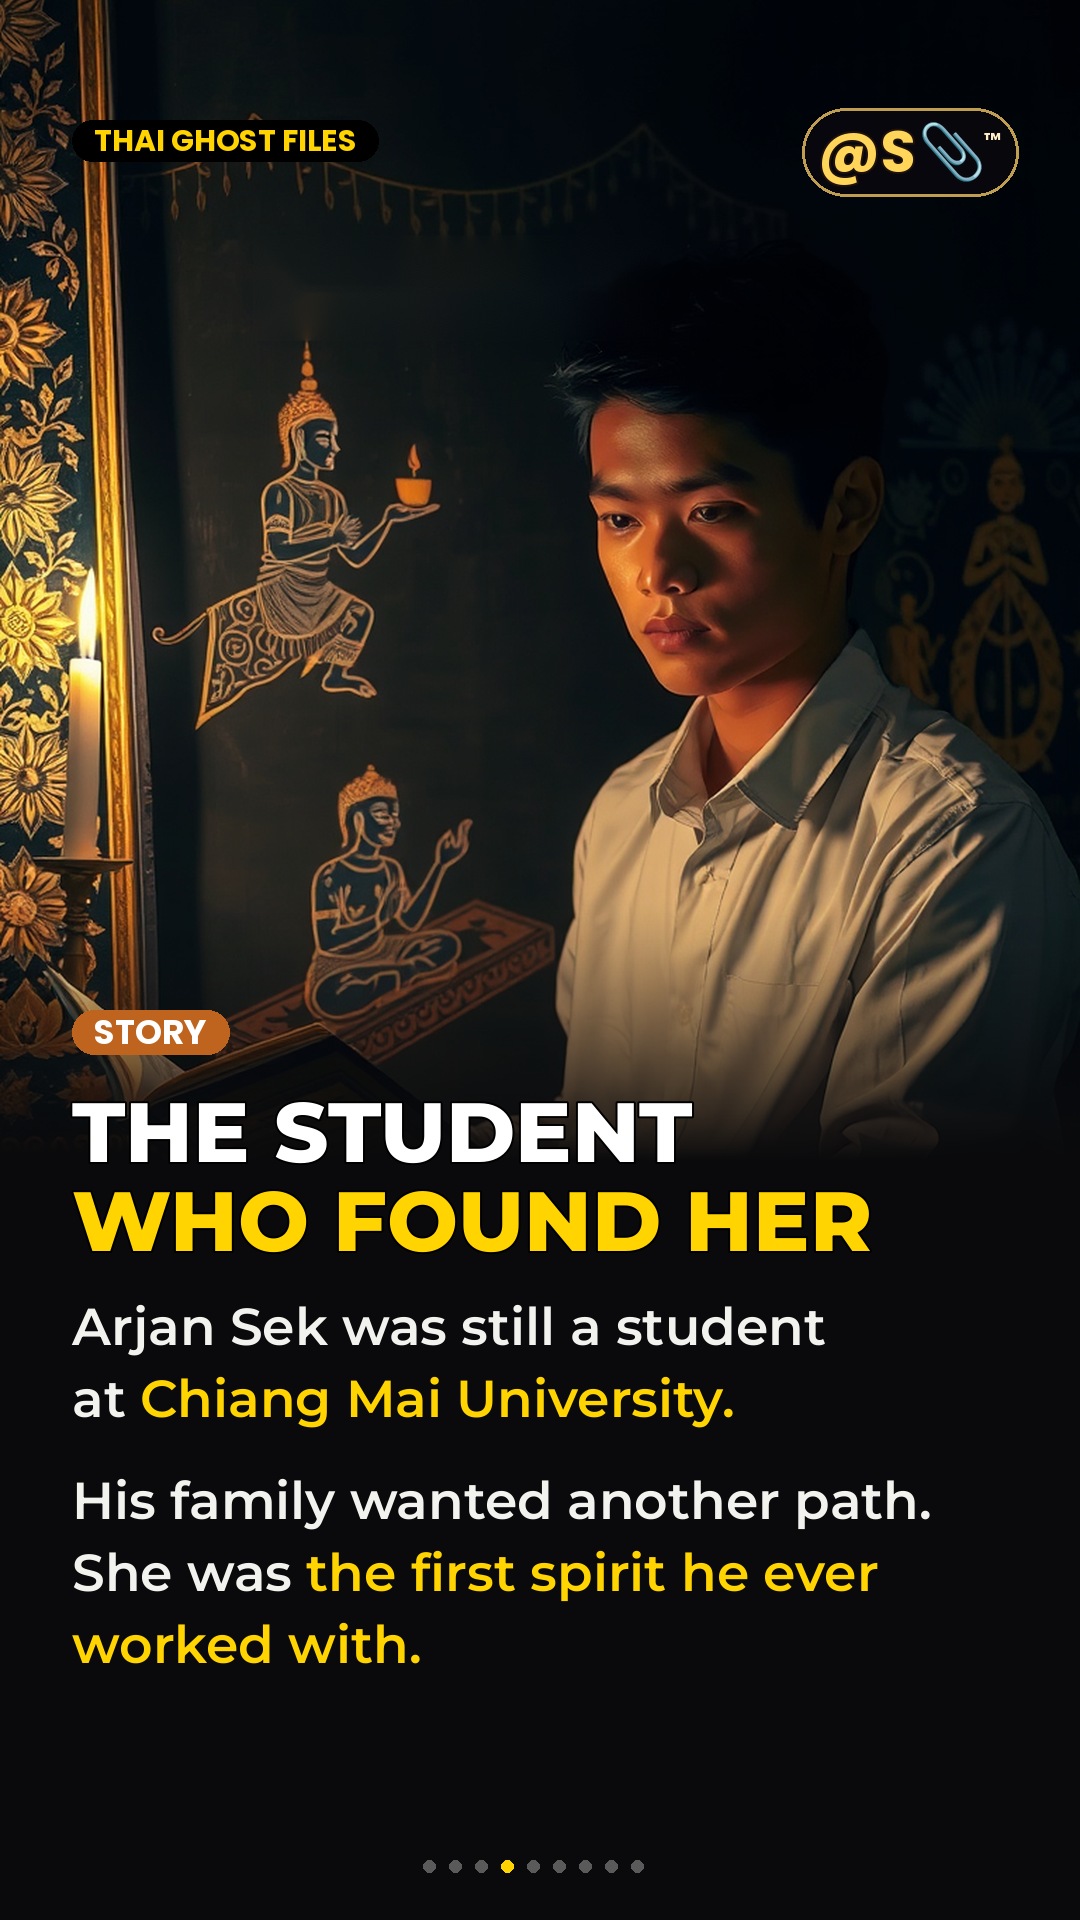 THAI GHOST FILES
@S📎™
STORY
THE STUDENT
WHO FOUND HER
Arjan Sek was still a student
at Chiang Mai University.
His family wanted another path.
She was the first spirit he ever
worked with.